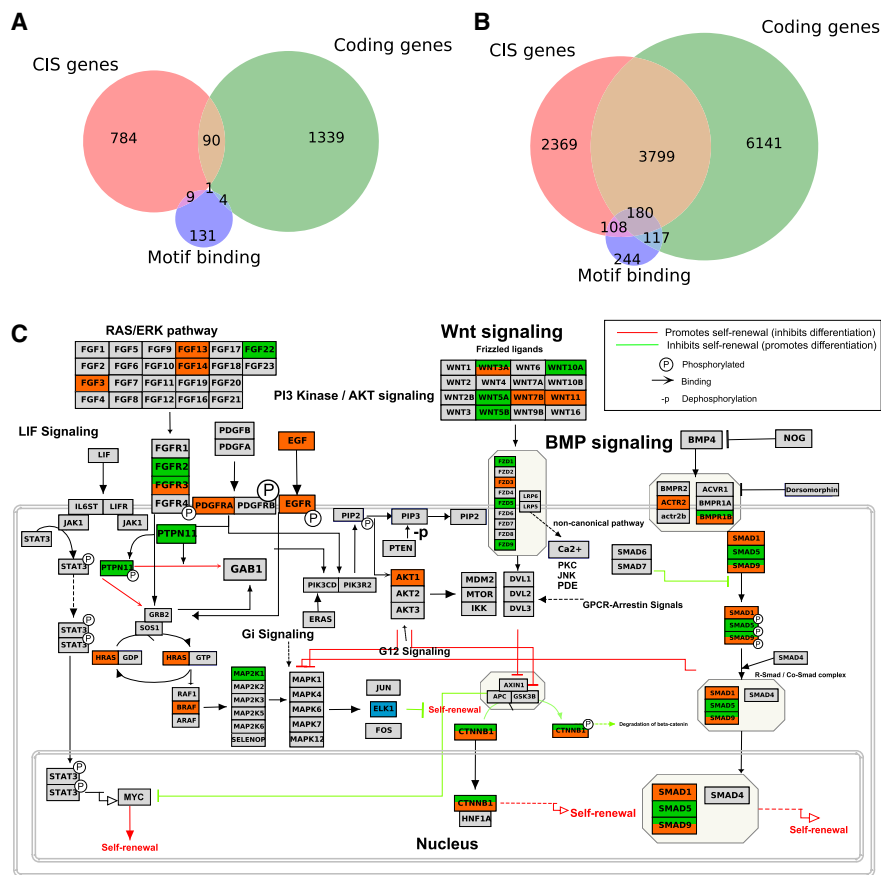 A
B
CIS genes
Coding genes
784
90
1339
9
1
4
131
Motif binding
CIS genes
Coding genes
2369
3799
6141
180
108
117
244
Motif binding
C
RAS/ERK pathway
FGF1 FGF5 FGF9 FGF13 FGF17 FGF22
FGF2 FGF6 FGF10 FGF14 FGF18 FGF23
FGF3 FGF7 FGF11 FGF19 FGF20
FGF4 FGF8 FGF12 FGF16 FGF21
Wnt signaling
Frizzled ligands
WNT1 WNT3A WNT6 WNT10A
WNT2 WNT4 WNT7A WNT10B
WNT2B WNT5A WNT7B WNT11
WNT3 WNT5B WNT9B WNT16
Promotes self-renewal (inhibits differentiation)
Inhibits self-renewal (promotes differentiation)
P Phosphorylated
Binding
-p Dephosphorylation
PI3 Kinase / AKT signaling
LIF Signaling
LIF
IL6ST LIFR
JAK1
JAK1
STAT3
STAT3
P
STAT3
P
STAT3
P
FGFR1
FGFR2
FGFR3
FGFR4
P
PDGFB
PDGFA
PDGFRA PDGFRB
P
EGF
EGFR
P
PTPN11
PTPN11
P
GAB1
GRB2
SOS1
HRAS GDP
HRAS GTP
RAF1
BRAF
ARAF
MAP2K1
MAP2K2
MAP2K3
MAP2K5
MAP2K6
SELENOP
Gi Signaling
MAPK1
MAPK4
MAPK6
MAPK7
MAPK12
JUN
ELK1
FOS
Self-renewal
PIP2
P
PIP3
PIP2
-p
PTEN
PIK3CD PIK3R2
ERAS
AKT1
AKT2
AKT3
G12 Signaling
MDM2
MTOR
IKK
DVL1
DVL2
DVL3
GPCR-Arrestin Signals
FZD1
FZD2
FZD3
FZD4
FZD5
FZD6
FZD7
FZD8
FZD9
LRP6
LRP5
non-canonical pathway
Ca2+
PKC
JNK
PDE
AXIN1
APC GSK3B
CTNNB1
CTNNB1
P
Degradation of beta-catenin
BMP signaling
BMP4
NOG
BMPR2
ACTR2
actr2b
ACVR1
BMPR1A
BMPR1B
Dorsomorphin
SMAD6
SMAD7
SMAD1
SMAD5
SMAD9
SMAD1
P
SMAD5
P
SMAD9
P
SMAD4
R-Smad / Co-Smad complex
SMAD1
SMAD5
SMAD9
SMAD4
STAT3
P
STAT3
P
MYC
Self-renewal
CTNNB1
HNF1A
Self-renewal
SMAD1
SMAD5
SMAD9
SMAD4
Self-renewal
Nucleus